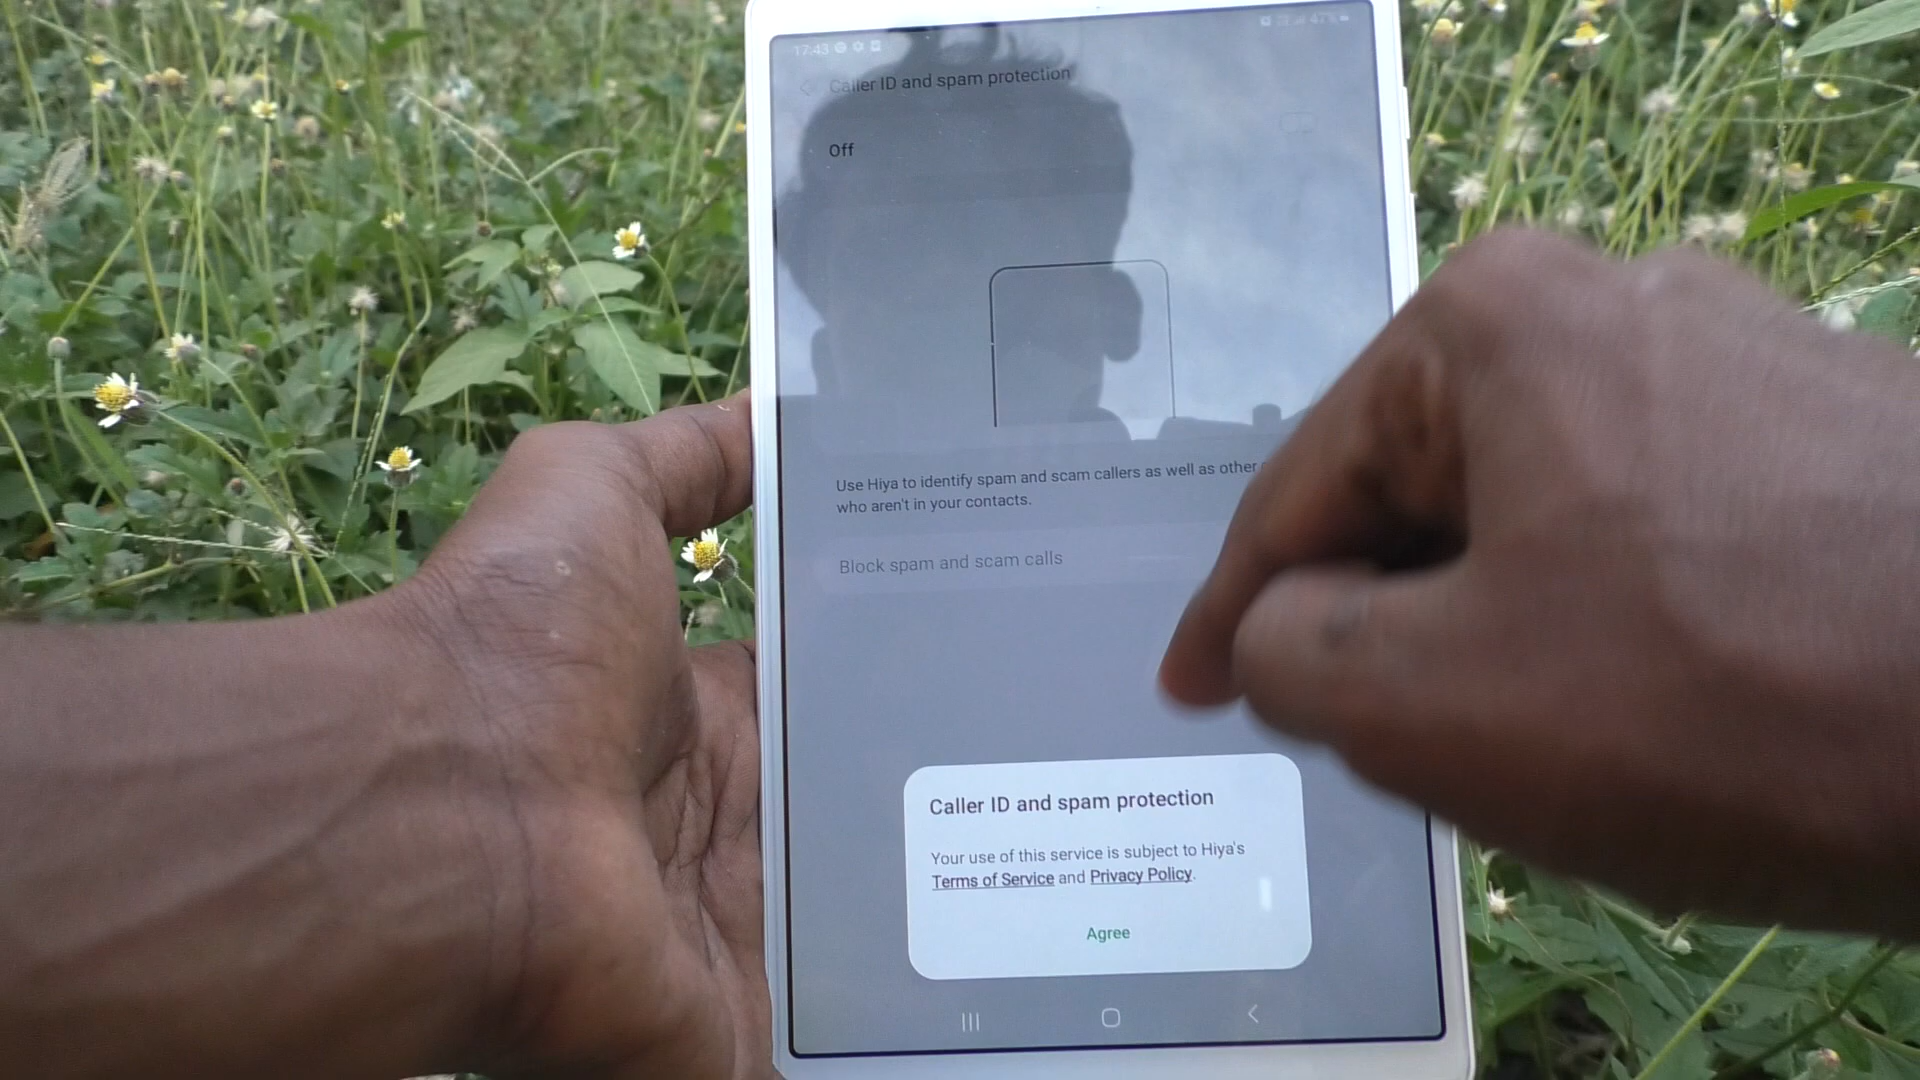 17:43
47%
Caller ID and spam protection
Off
Use Hiya to identify spam and scam callers as well as other
who aren't in your contacts.
Block spam and scam calls
Caller ID and spam protection
Your use of this service is subject to Hiya's
Terms of Service and Privacy Policy.
Agree